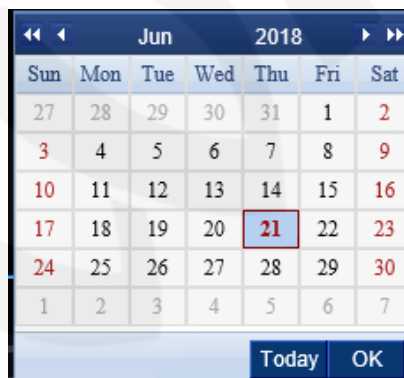 Jun 2018
Sun Mon Tue Wed Thu Fri Sat
27 28 29 30 31 1 2
3 4 5 6 7 8 9
10 11 12 13 14 15 16
17 18 19 20 21 22 23
24 25 26 27 28 29 30
1 2 3 4 5 6 7
Today OK